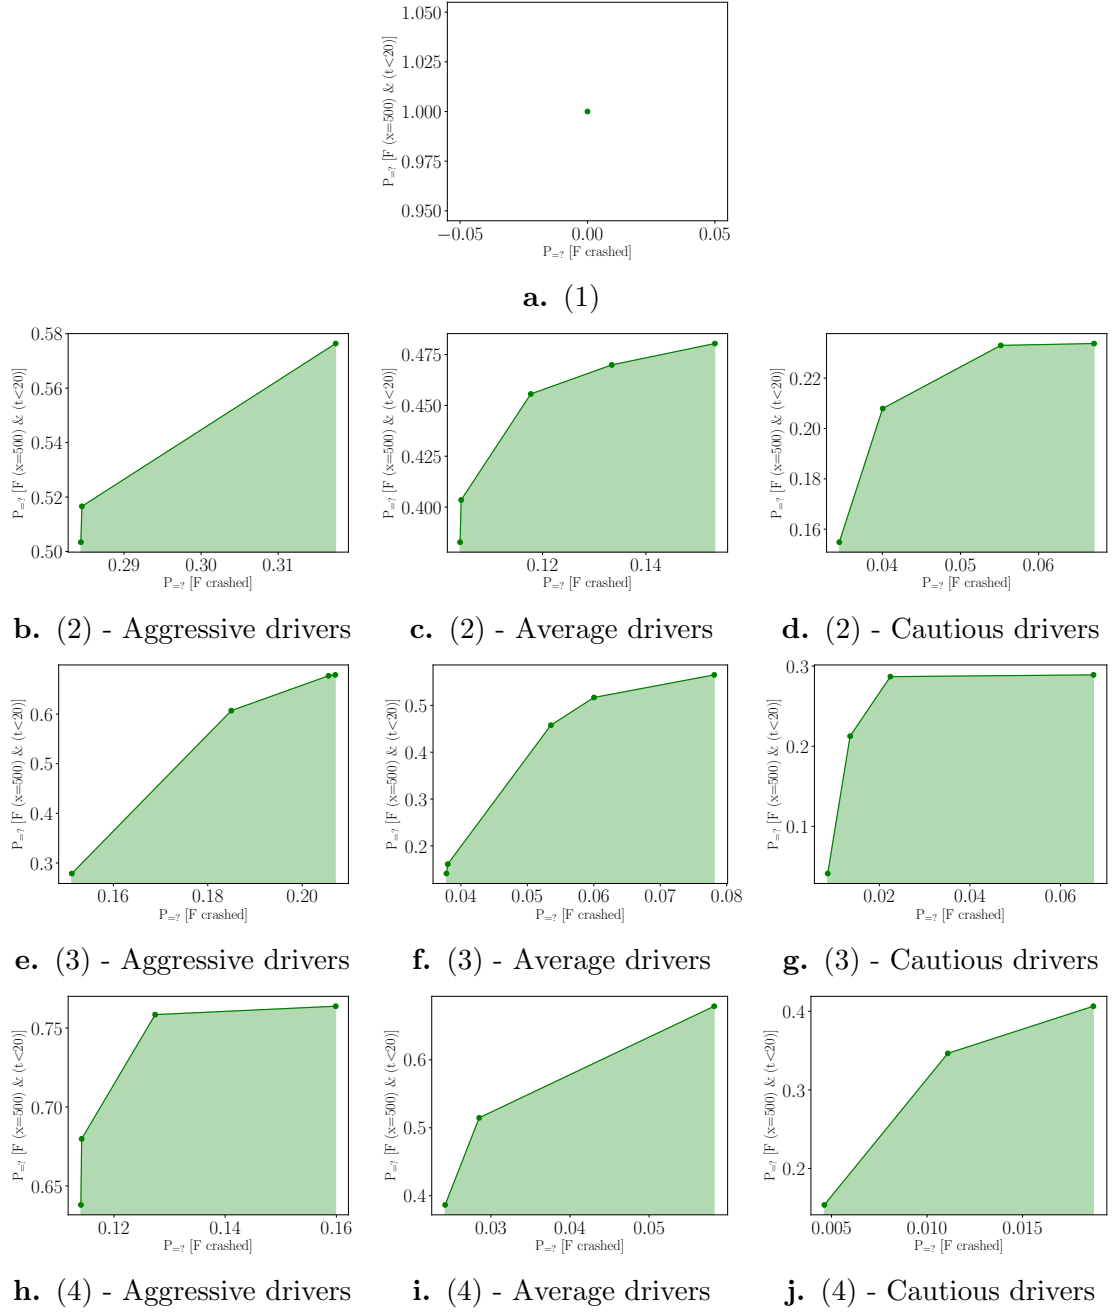 1.050
1.025
1.000
0.975
0.950
P=? [F (x=500) & (t<20)]
−0.05 0.00 0.05
P=? [F crashed]
a. (1)
0.58
0.56
0.54
0.52
0.50
P=? [F (x=500) & (t<20)]
0.29 0.30 0.31
P=? [F crashed]
b. (2) - Aggressive drivers
0.475
0.450
0.425
0.400
P=? [F (x=500) & (t<20)]
0.12 0.14
P=? [F crashed]
c. (2) - Average drivers
0.22
0.20
0.18
0.16
P=? [F (x=500) & (t<20)]
0.04 0.05 0.06
P=? [F crashed]
d. (2) - Cautious drivers
0.6
0.5
0.4
0.3
P=? [F (x=500) & (t<20)]
0.16 0.18 0.20
P=? [F crashed]
e. (3) - Aggressive drivers
0.5
0.4
0.3
0.2
P=? [F (x=500) & (t<20)]
0.04 0.05 0.06 0.07 0.08
P=? [F crashed]
f. (3) - Average drivers
0.3
0.2
0.1
P=? [F (x=500) & (t<20)]
0.02 0.04 0.06
P=? [F crashed]
g. (3) - Cautious drivers
0.75
0.70
0.65
P=? [F (x=500) & (t<20)]
0.12 0.14 0.16
P=? [F crashed]
h. (4) - Aggressive drivers
0.6
0.5
0.4
P=? [F (x=500) & (t<20)]
0.03 0.04 0.05
P=? [F crashed]
i. (4) - Average drivers
0.4
0.3
0.2
P=? [F (x=500) & (t<20)]
0.005 0.010 0.015
P=? [F crashed]
j. (4) - Cautious drivers